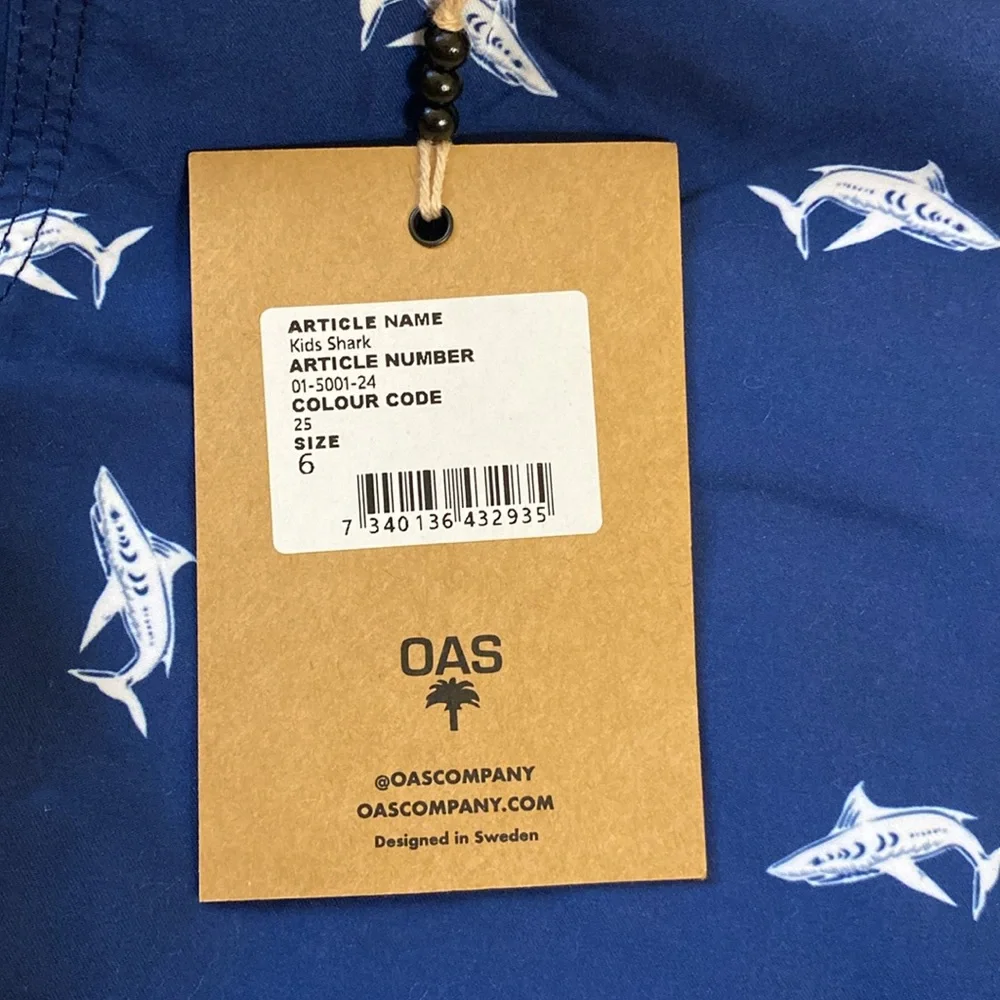 ARTICLE NAME
Kids Shark
ARTICLE NUMBER
01-5001-24
COLOUR CODE
25
SIZE
6
7 340136 432935
OAS
@OASCOMPANY
OASCOMPANY.COM
Designed in Sweden